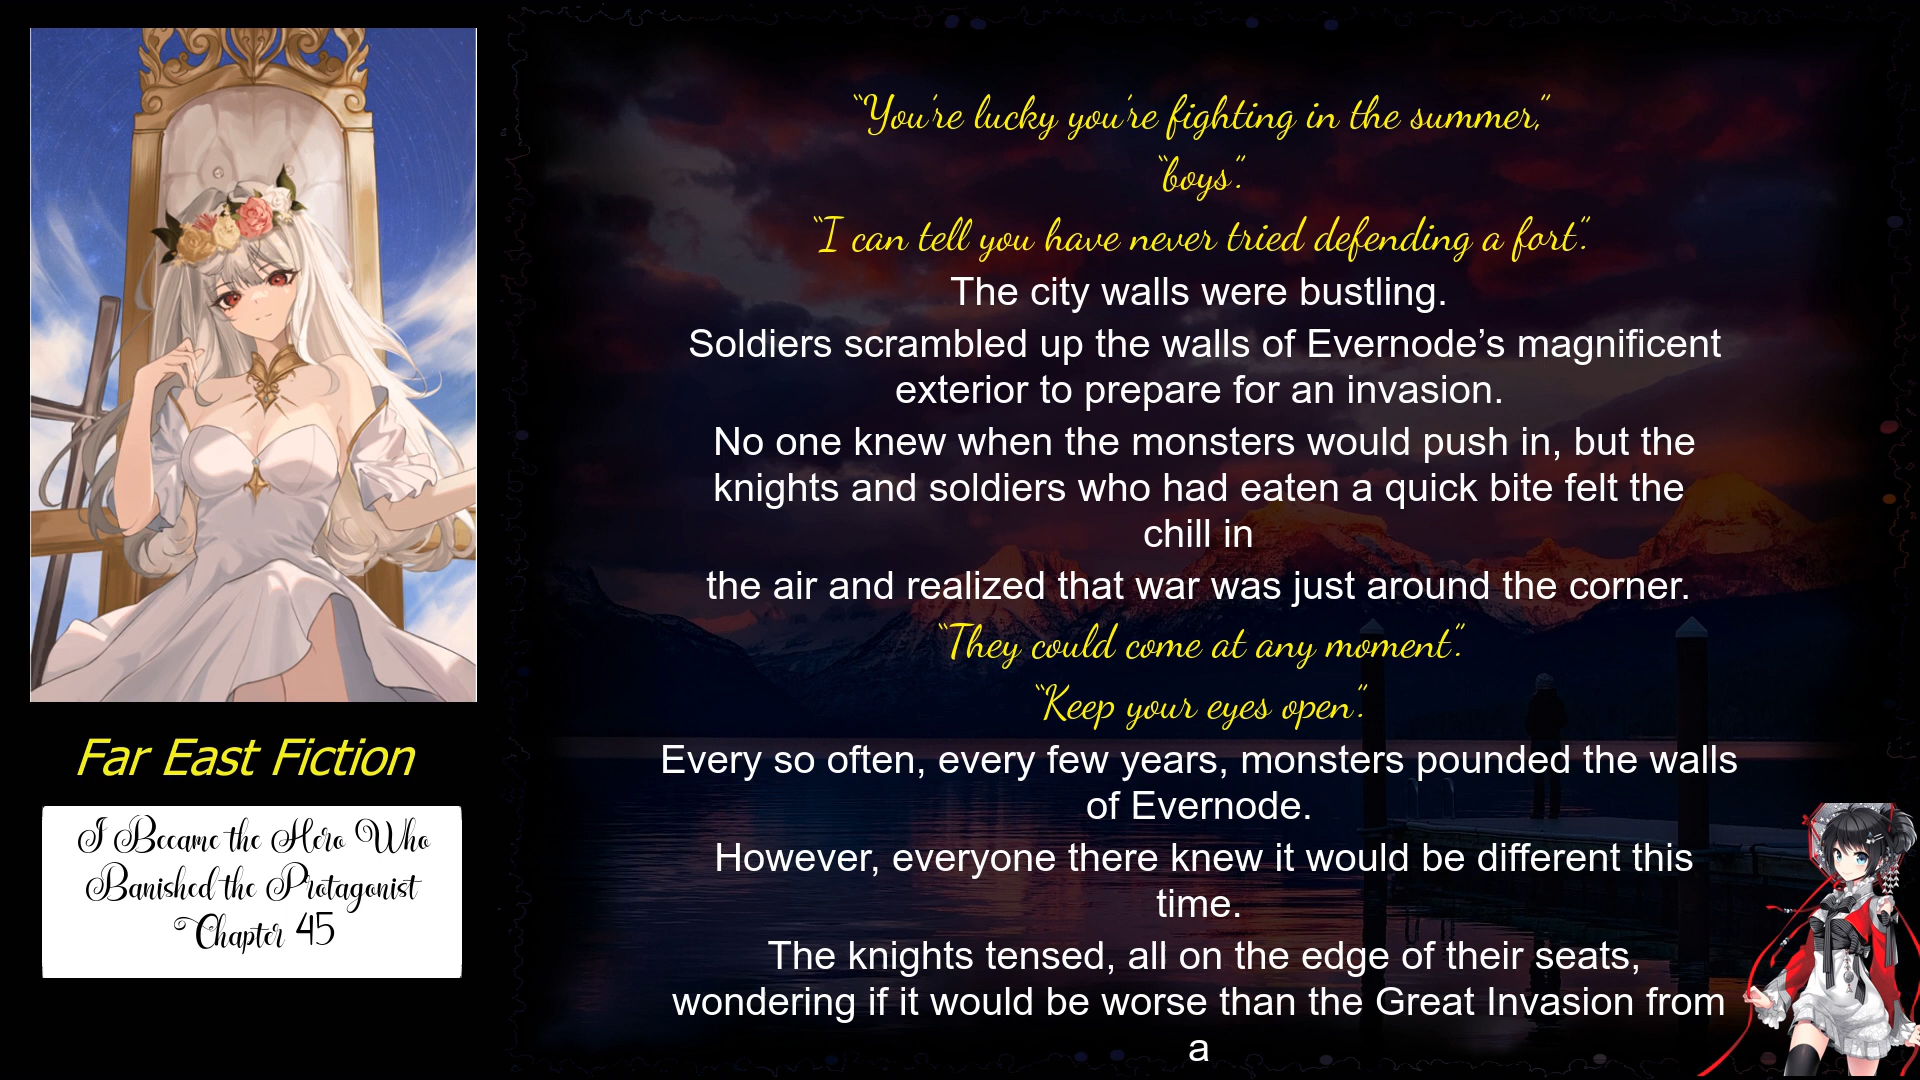 “You’re lucky you’re fighting in the summer,”
“boys”.
“I can tell you have never tried defending a fort”.
The city walls were bustling.
Soldiers scrambled up the walls of Evernode’s magnificent
exterior to prepare for an invasion.
No one knew when the monsters would push in, but the
knights and soldiers who had eaten a quick bite felt the
chill in
the air and realized that war was just around the corner.
“They could come at any moment”.
“Keep your eyes open”.
Every so often, every few years, monsters pounded the walls
of Evernode.
However, everyone there knew it would be different this
time.
The knights tensed, all on the edge of their seats,
wondering if it would be worse than the Great Invasion from
a
Far East Fiction
I Became the Hero Who
Banished the Protagonist
Chapter 45